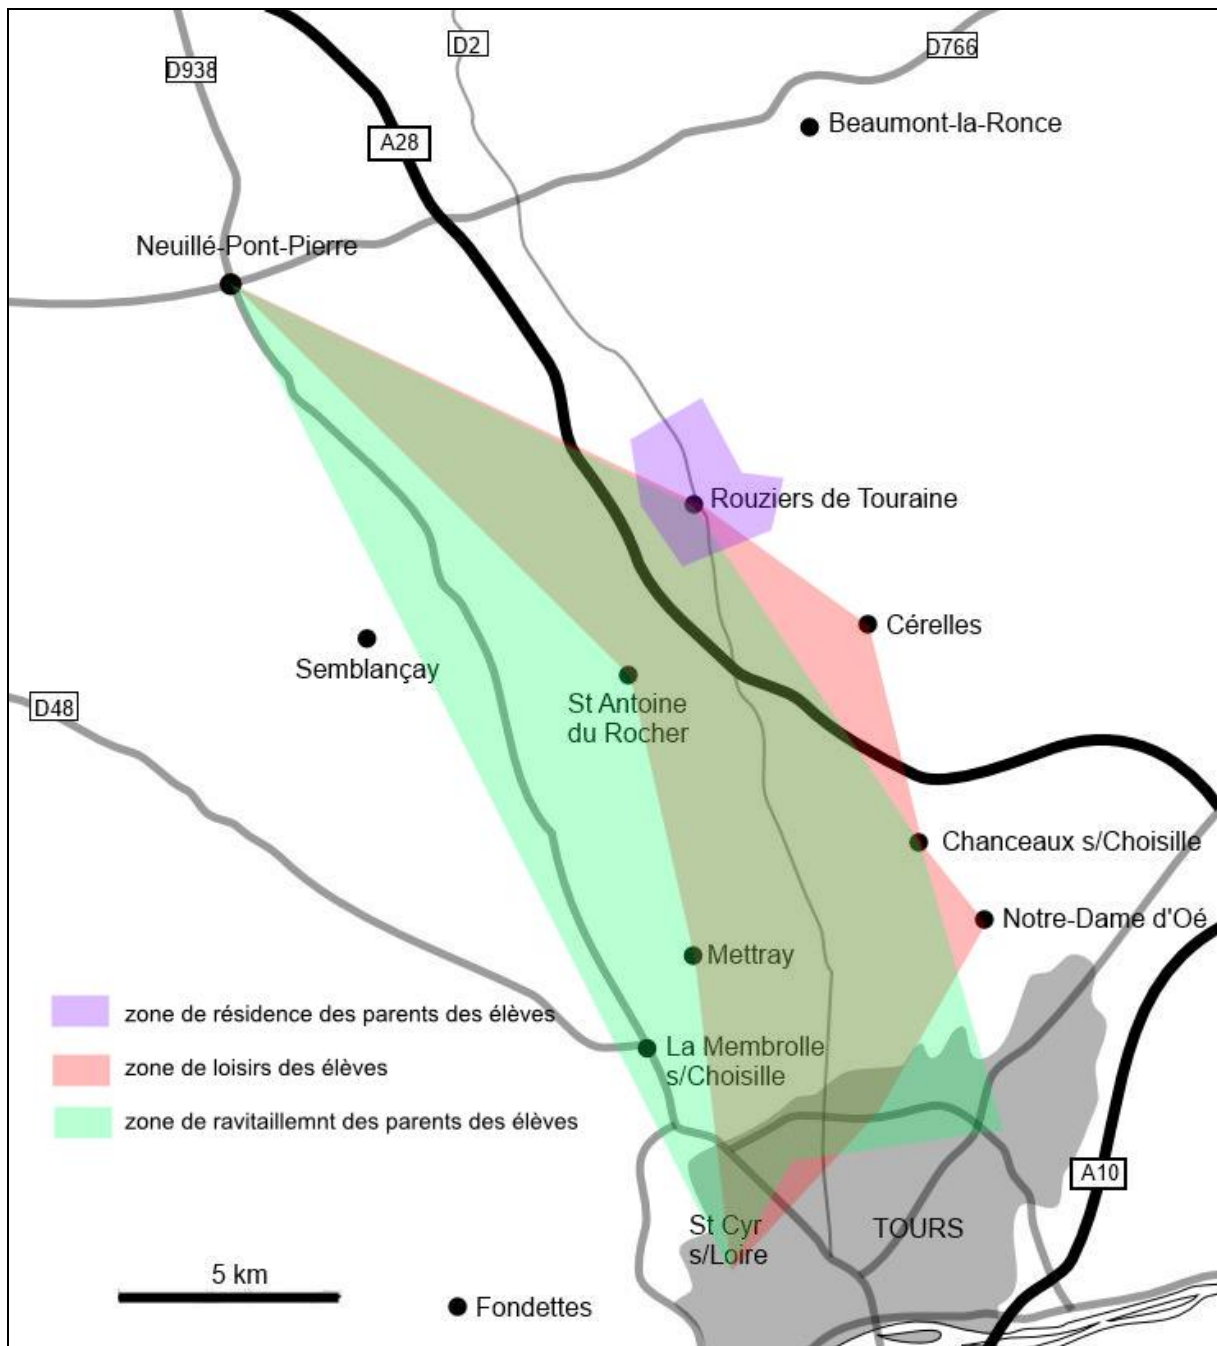 D2
D766
D938
A28
Beaumont-la-Ronce
Neuillé-Pont-Pierre
Rouziers de Touraine
Cérelles
Semblançay
St Antoine
du Rocher
D48
Chanceaux s/Choisille
Notre-Dame d'Oé
Mettray
zone de résidence des parents des élèves
La Membrolle
s/Choisille
zone de loisirs des élèves
zone de ravitaillemnt des parents des élèves
A10
St Cyr
s/Loire
TOURS
5 km
Fondettes